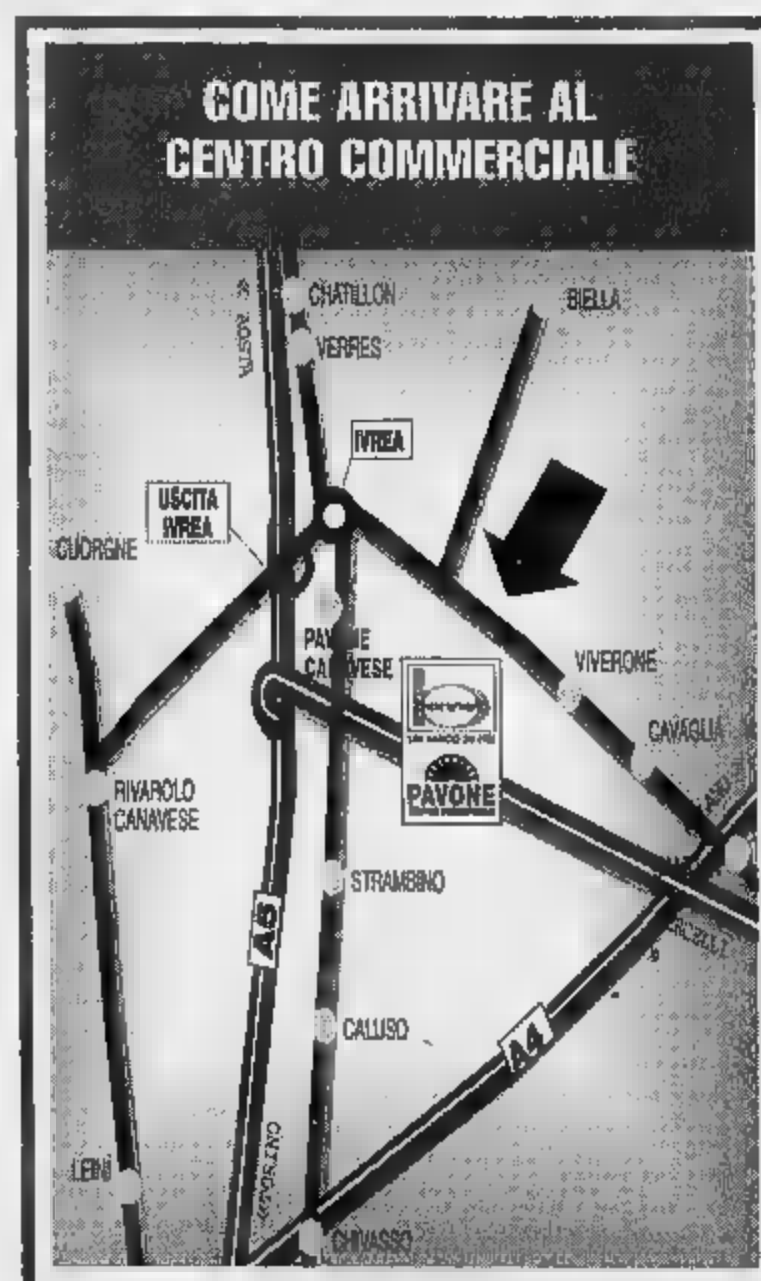 COME ARRIVARE AL
CENTRO COMMERCIALE
CHATILLON
BIELLA
AOSTA
VERRES
IVREA
USCITA
IVREA
CUORGNE
PAVONE
CANAVESE
VIVERONE
CAVAGLIA
PAVONE
RIVAROLO
CANAVESE
STRAMBINO
A5
CALUSO
A4
LEINI
CHIVASSO